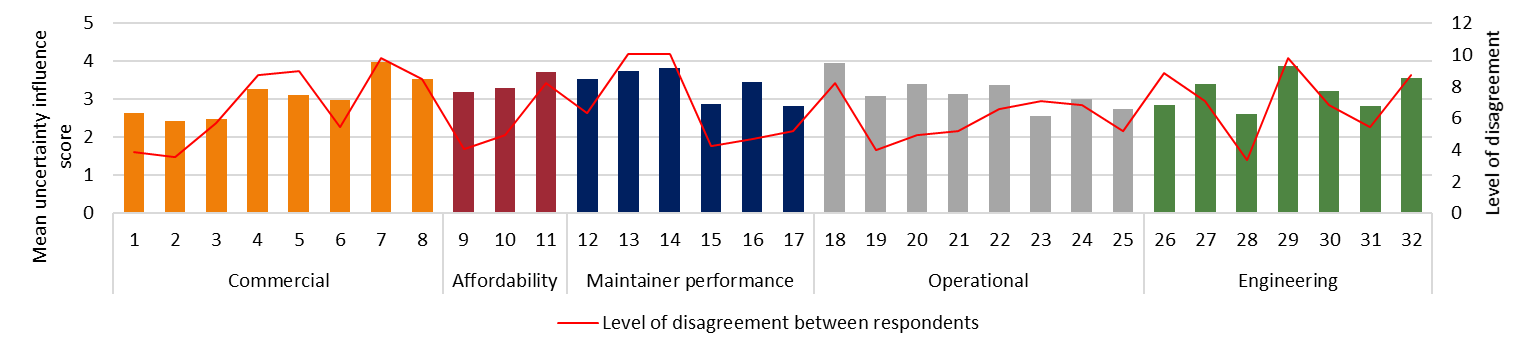 Mean uncertainty influence
score
5
4
3
2
1
0
12
10
8
6
4
2
0
Level of disagreement
1 2 3 4 5 6 7 8 9 10 11 12 13 14 15 16 17 18 19 20 21 22 23 24 25 26 27 28 29 30 31 32
Commercial Affordability Maintainer performance Operational Engineering
Level of disagreement between respondents